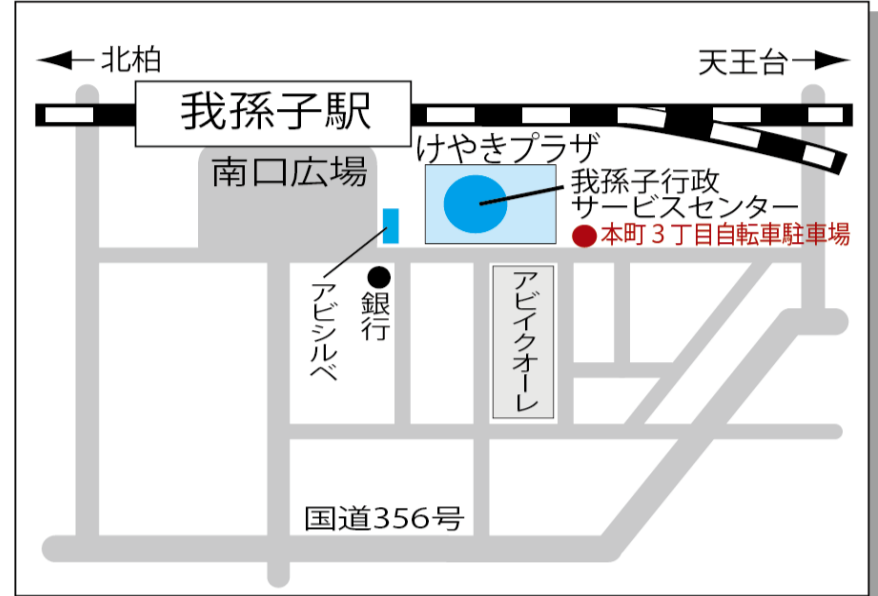 北柏
天王台
我孫子駅
南口広場
けやきプラザ
我孫子行政
サービスセンター
本町3丁目自転車駐車場
アビシルベ
銀行
アビイクオーレ
国道356号